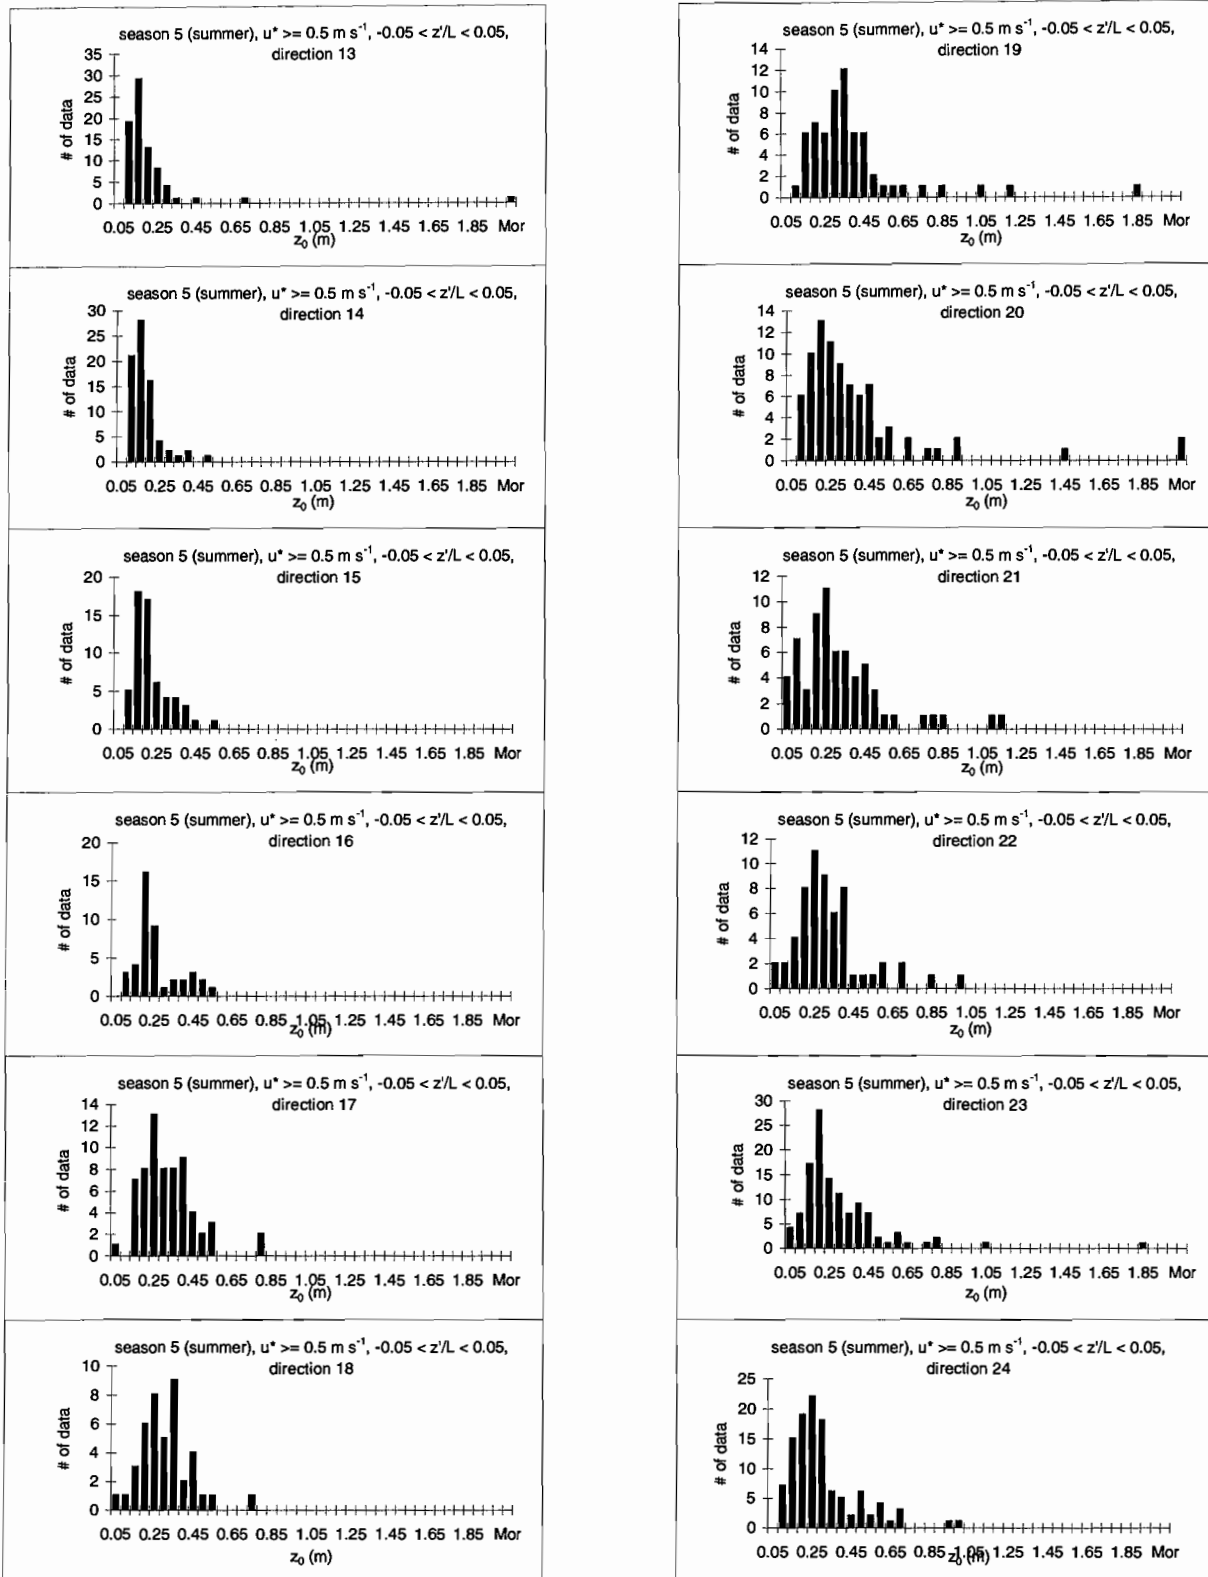 season 5 (summer), u* >= 0.5 m s-1, -0.05 < z'/L < 0.05,
direction 13
35
30
25
20
15
10
5
0
# of data
0.05 0.25 0.45 0.65 0.85 1.05 1.25 1.45 1.65 1.85 Mor
z0 (m)
season 5 (summer), u* >= 0.5 m s-1, -0.05 < z'/L < 0.05,
direction 14
30
25
20
15
10
5
0
# of data
0.05 0.25 0.45 0.65 0.85 1.05 1.25 1.45 1.65 1.85 Mor
z0 (m)
season 5 (summer), u* >= 0.5 m s-1, -0.05 < z'/L < 0.05,
direction 15
20
15
10
5
0
# of data
0.05 0.25 0.45 0.65 0.85 1.05 1.25 1.45 1.65 1.85 Mor
z0 (m)
season 5 (summer), u* >= 0.5 m s-1, -0.05 < z'/L < 0.05,
direction 16
20
15
10
5
0
# of data
0.05 0.25 0.45 0.65 0.85 1.05 1.25 1.45 1.65 1.85 Mor
z0 (m)
season 5 (summer), u* >= 0.5 m s-1, -0.05 < z'/L < 0.05,
direction 17
14
12
10
8
6
4
2
0
# of data
0.05 0.25 0.45 0.65 0.85 1.05 1.25 1.45 1.65 1.85 Mor
z0 (m)
season 5 (summer), u* >= 0.5 m s-1, -0.05 < z'/L < 0.05,
direction 18
10
8
6
4
2
0
# of data
0.05 0.25 0.45 0.65 0.85 1.05 1.25 1.45 1.65 1.85 Mor
z0 (m)
season 5 (summer), u* >= 0.5 m s-1, -0.05 < z'/L < 0.05,
direction 19
14
12
10
8
6
4
2
0
# of data
0.05 0.25 0.45 0.65 0.85 1.05 1.25 1.45 1.65 1.85 Mor
z0 (m)
season 5 (summer), u* >= 0.5 m s-1, -0.05 < z'/L < 0.05,
direction 20
14
12
10
8
6
4
2
0
# of data
0.05 0.25 0.45 0.65 0.85 1.05 1.25 1.45 1.65 1.85 Mor
z0 (m)
season 5 (summer), u* >= 0.5 m s-1, -0.05 < z'/L < 0.05,
direction 21
12
10
8
6
4
2
0
# of data
0.05 0.25 0.45 0.65 0.85 1.05 1.25 1.45 1.65 1.85 Mor
z0 (m)
season 5 (summer), u* >= 0.5 m s-1, -0.05 < z'/L < 0.05,
direction 22
12
10
8
6
4
2
0
# of data
0.05 0.25 0.45 0.65 0.85 1.05 1.25 1.45 1.65 1.85 Mor
z0 (m)
season 5 (summer), u* >= 0.5 m s-1, -0.05 < z'/L < 0.05,
direction 23
30
25
20
15
10
5
0
# of data
0.05 0.25 0.45 0.65 0.85 1.05 1.25 1.45 1.65 1.85 Mor
z0 (m)
season 5 (summer), u* >= 0.5 m s-1, -0.05 < z'/L < 0.05,
direction 24
25
20
15
10
5
0
# of data
0.05 0.25 0.45 0.65 0.85 1.25 1.45 1.65 1.85 Mor